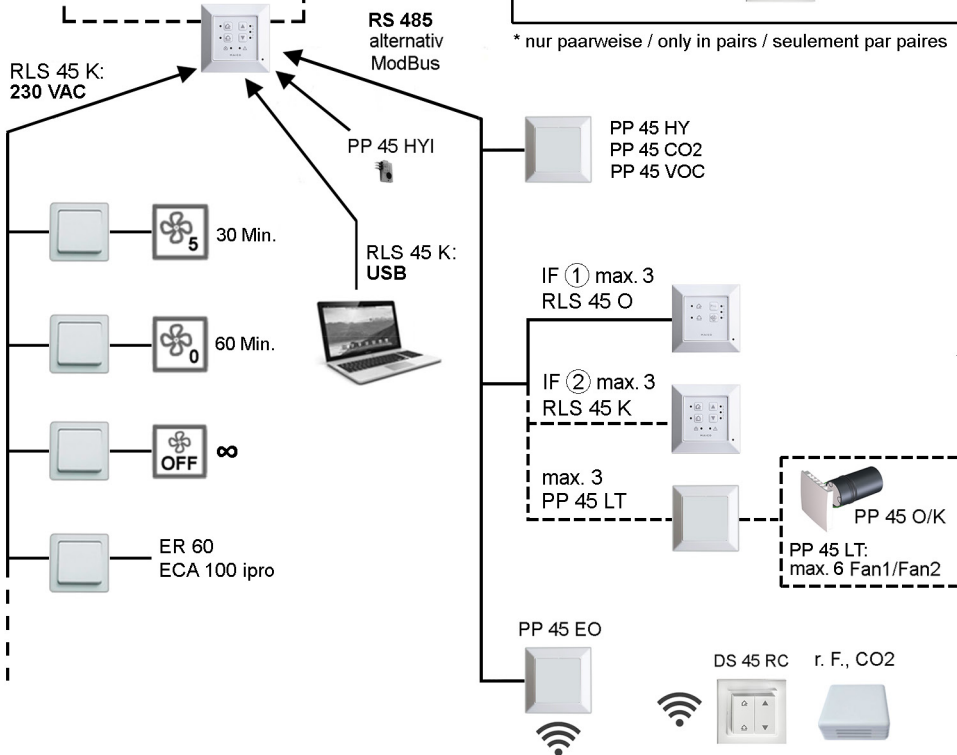 RS 485
alternativ
ModBus
* nur paarweise / only in pairs / seulement par paires
RLS 45 K:
230 VAC
PP 45 HYI
PP 45 HY
PP 45 CO2
PP 45 VOC
5
30 Min.
RLS 45 K:
USB
IF 1 max. 3
RLS 45 O
0
60 Min.
IF 2 max. 3
RLS 45 K
OFF
∞
max. 3
PP 45 LT
PP 45 O/K
PP 45 LT:
max. 6 Fan1/Fan2
ER 60
ECA 100 ipro
PP 45 EO
DS 45 RC
r. F., CO2